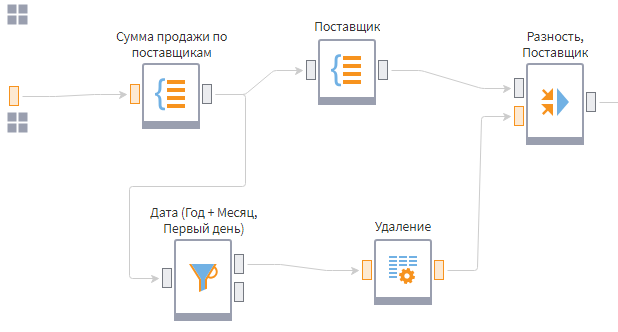 Сумма продажи по
поставщикам
Поставщик
Разность,
Поставщик
Дата (Год + Месяц,
Первый день)
Удаление